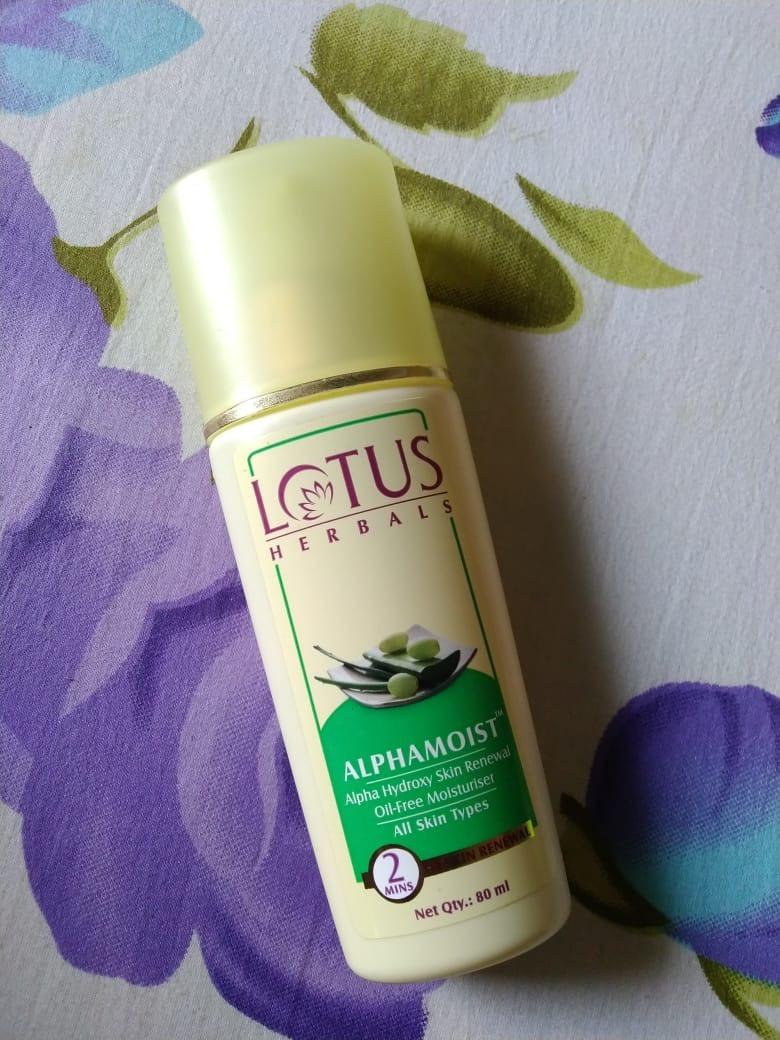 LOTUS
HERBALS
ALPHAMOIST™
Alpha Hydroxy Skin Renewal
Oil-Free Moisturiser
All Skin Types
2 MINS SKIN RENEWAL
Net Qty.: 80 ml